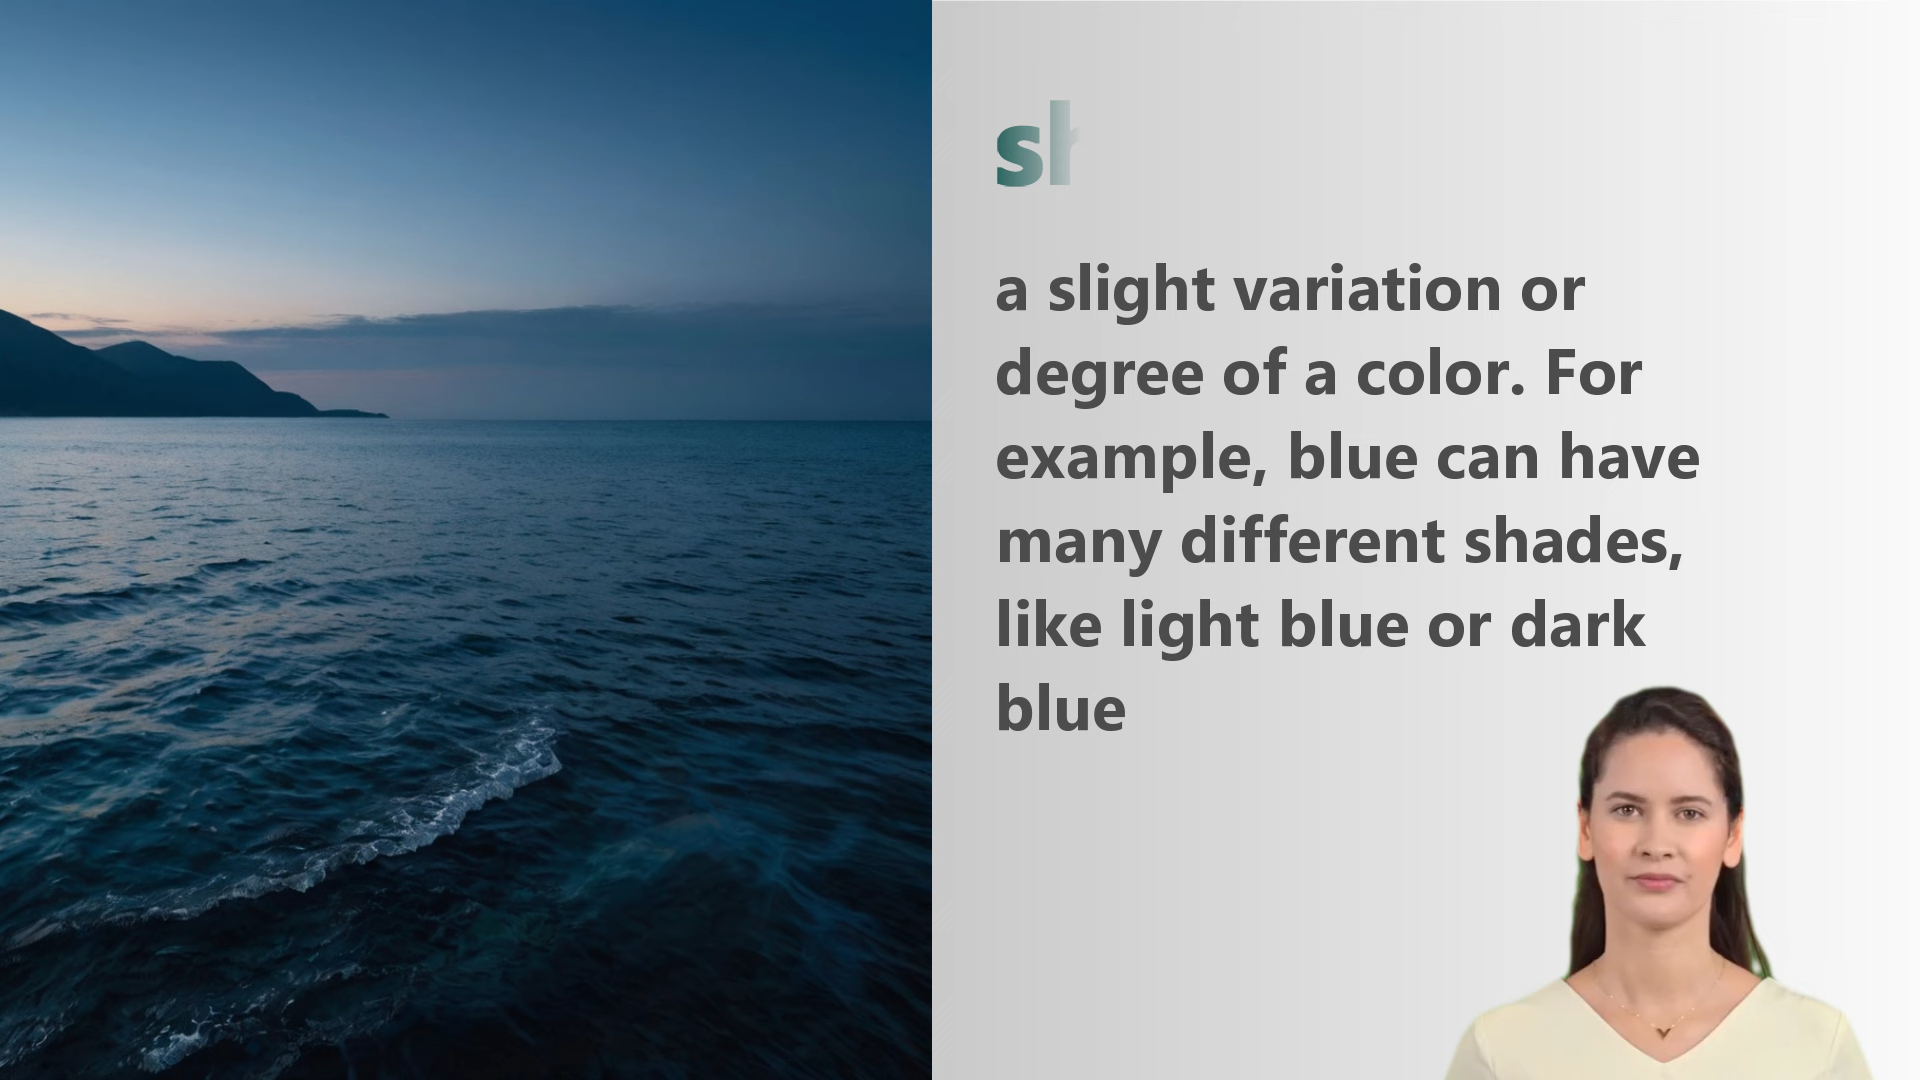 sh
a slight variation or
degree of a color. For
example, blue can have
many different shades,
like light blue or dark
blue